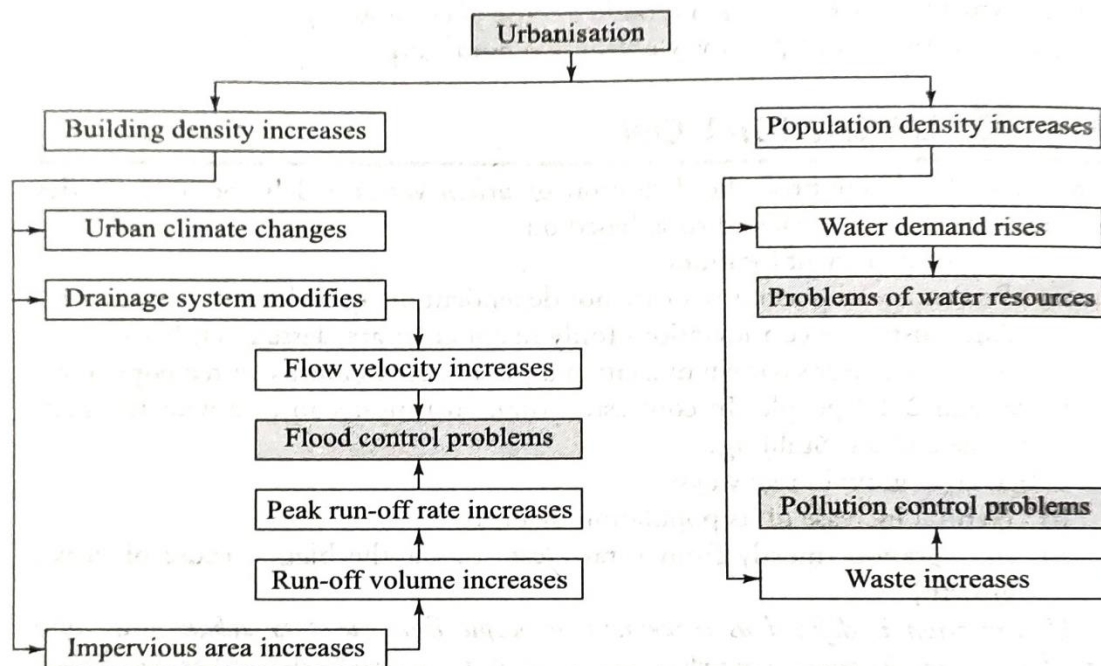 Urbanisation
Building density increases
Population density increases
Urban climate changes
Water demand rises
Drainage system modifies
Problems of water resources
Flow velocity increases
Flood control problems
Peak run-off rate increases
Pollution control problems
Run-off volume increases
Waste increases
Impervious area increases